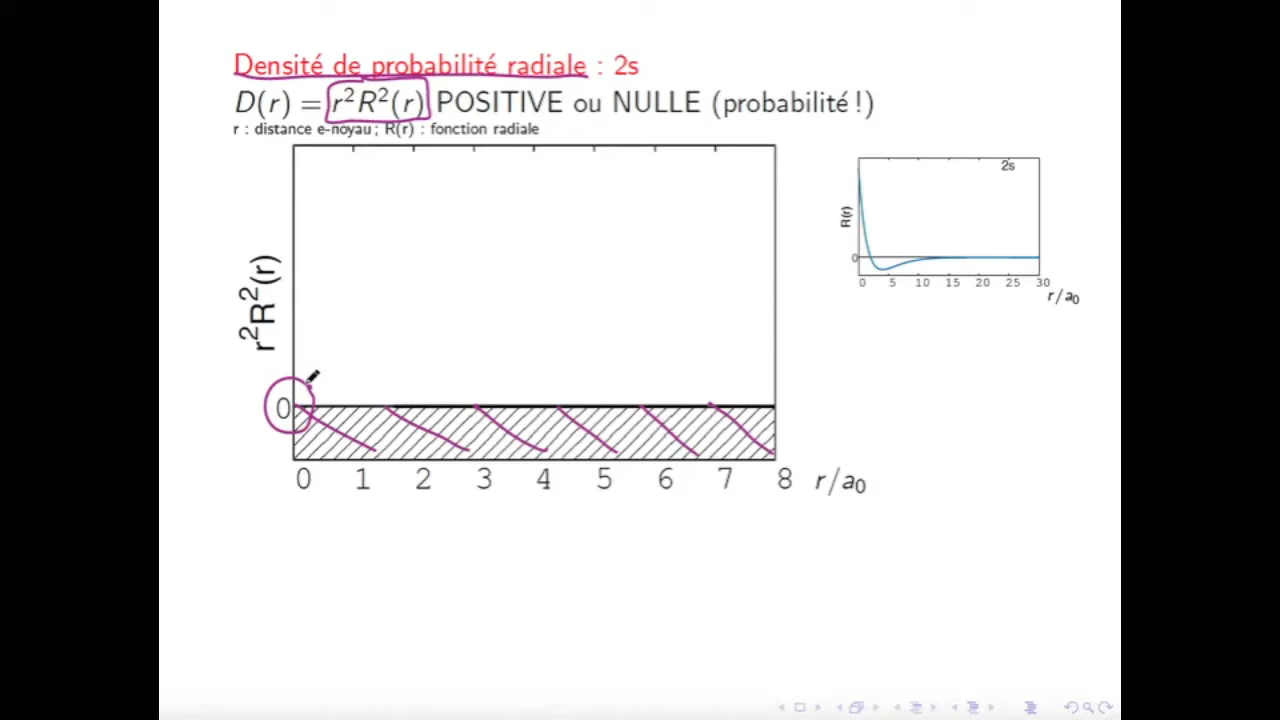 Densité de probabilité radiale : 2s
D(r) = r²R²(r) POSITIVE ou NULLE (probabilité !)
r : distance e-noyau ; R(r) : fonction radiale
r²R²(r)
0
0 1 2 3 4 5 6 7 8 r/a₀
2s
R(r)
0
0 5 10 15 20 25 30
r/a₀